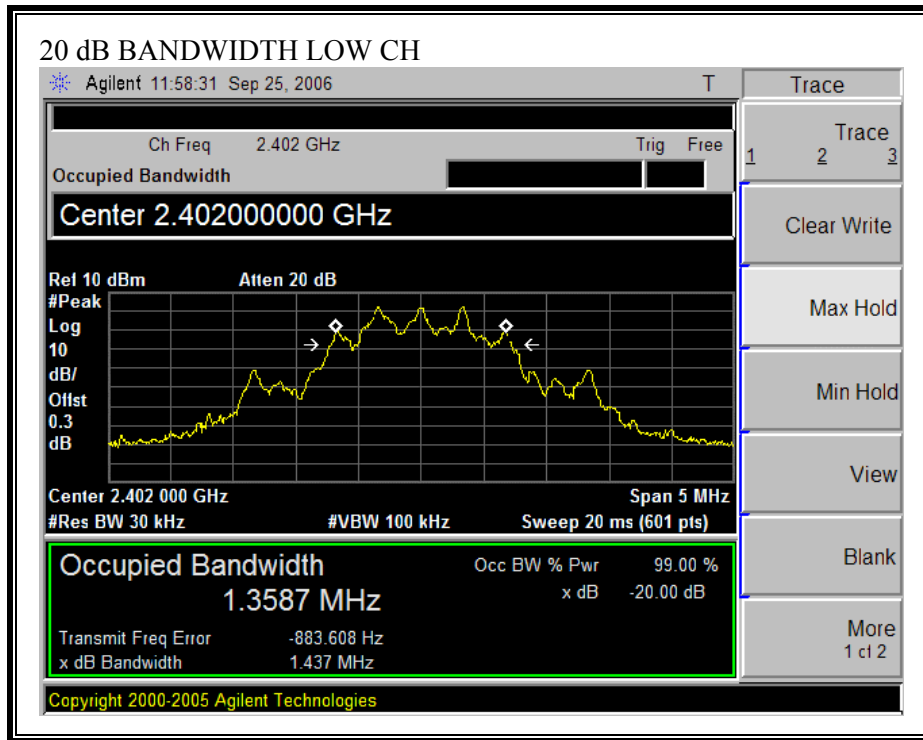 20 dB BANDWIDTH LOW CH
Agilent 11:58:31 Sep 25, 2006 T
Trace
Ch Freq 2.402 GHz Trig Free
Occupied Bandwidth
Center 2.402000000 GHz
Ref 10 dBm Atten 20 dB
#Peak
Log
10
dB/
Offst
0.3
dB
Center 2.402 000 GHz Span 5 MHz
#Res BW 30 kHz #VBW 100 kHz Sweep 20 ms (601 pts)
Occupied Bandwidth
1.3587 MHz
Occ BW % Pwr 99.00 %
x dB -20.00 dB
Transmit Freq Error -883.608 Hz
x dB Bandwidth 1.437 MHz
Copyright 2000-2005 Agilent Technologies
Trace
1 2 3
Clear Write
Max Hold
Min Hold
View
Blank
More
1 of 2